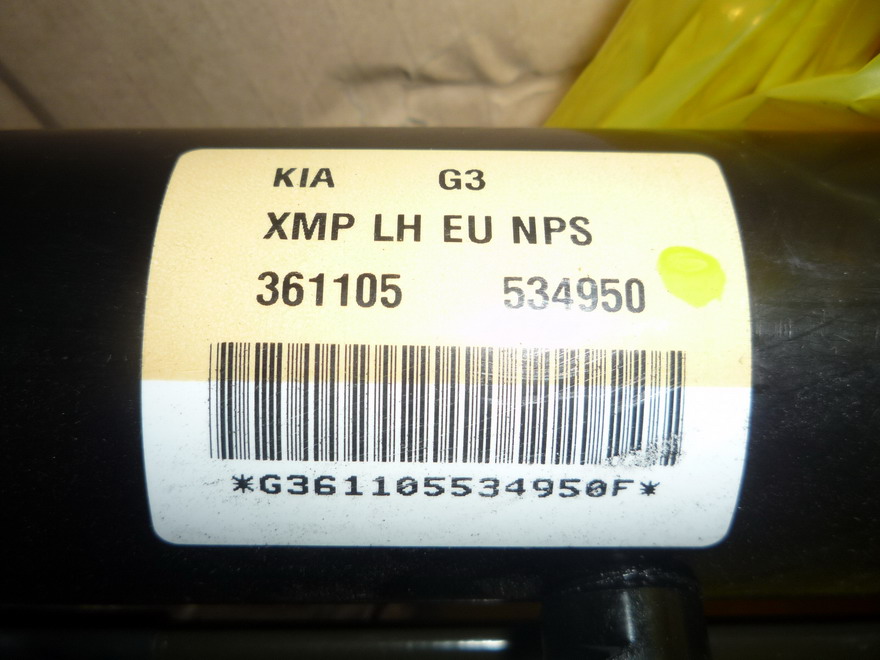 KIA G3
XMP LH EU NPS
361105 534950
*G361105534950F*